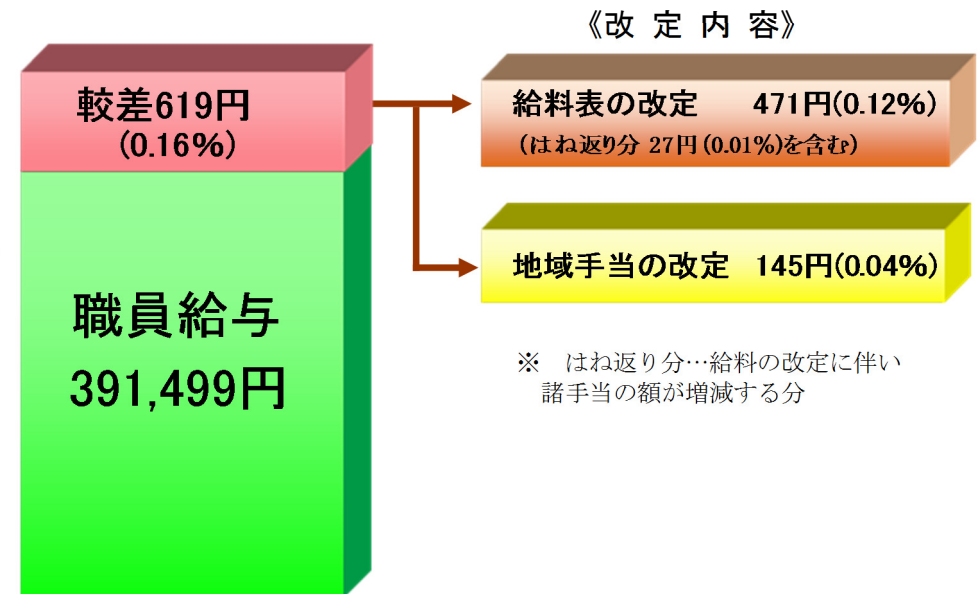 《改 定 内 容》
較差619円
(0.16%)
給料表の改定 471円(0.12%)
(はね返り分 27円(0.01%)を含む)
地域手当の改定 145円(0.04%)
職員給与
391,499円
※ はね返り分…給料の改定に伴い
諸手当の額が増減する分